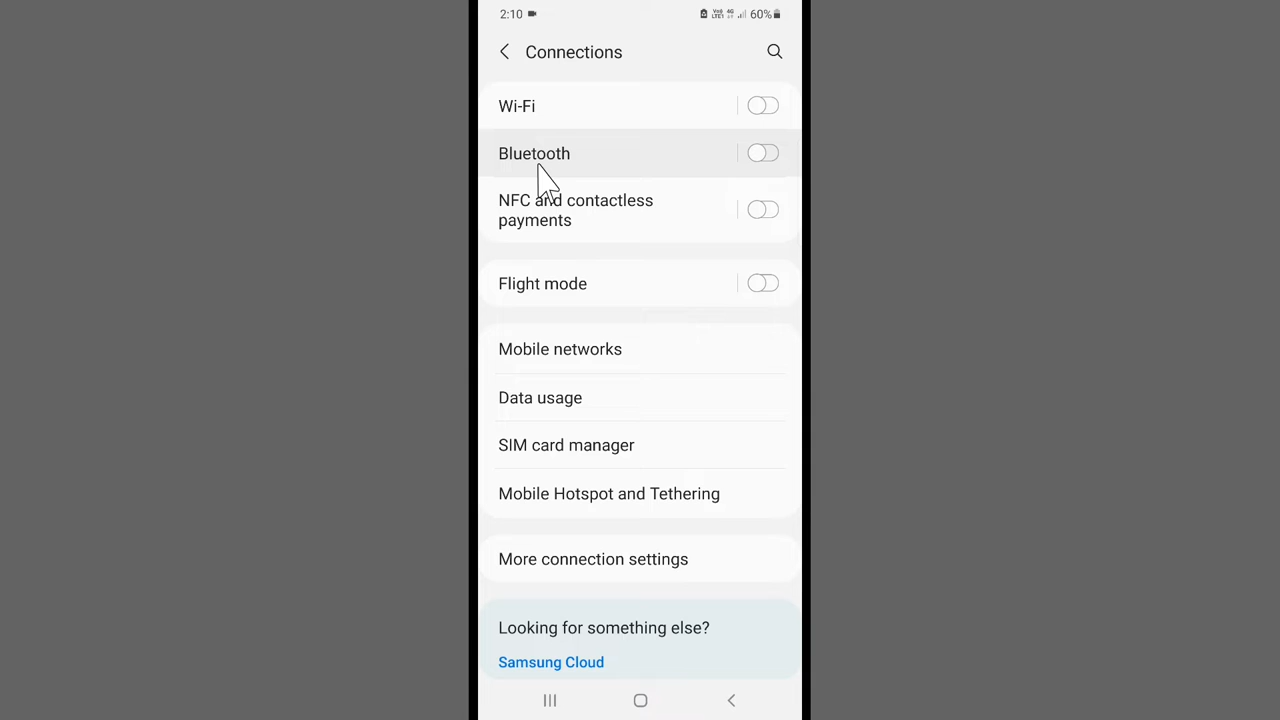 2:10 60%
Connections
Wi-Fi
Bluetooth
NFC and contactless
payments
Flight mode
Mobile networks
Data usage
SIM card manager
Mobile Hotspot and Tethering
More connection settings
Looking for something else?
Samsung Cloud